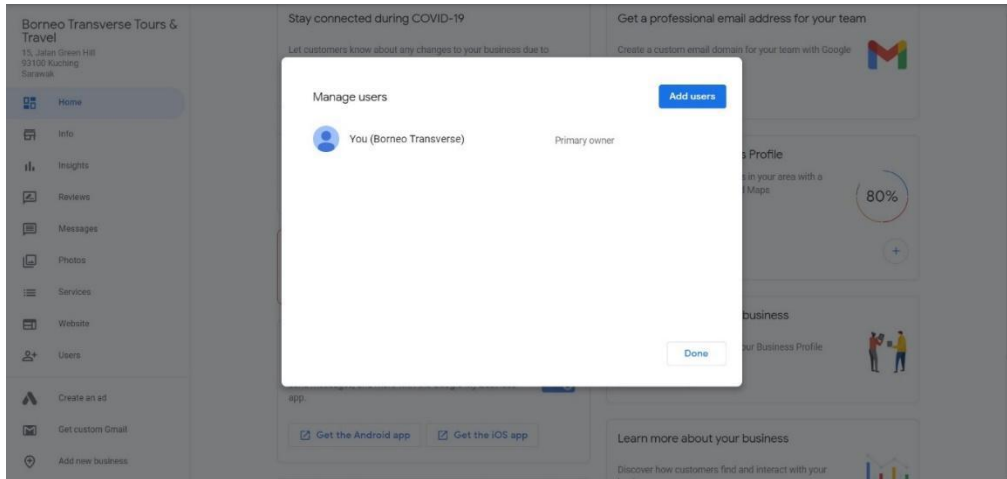 Borneo Transverse Tours &
Travel
15, Jalan Green Hill
93100 Kuching
Sarawak
Home
Info
Insights
Reviews
Messages
Photos
Services
Website
Users
Create an ad
Get custom Gmail
Add new business
Stay connected during COVID-19
Let customers know about any changes to your business due to
Manage users
Add users
You (Borneo Transverse)
Primary owner
Done
app.
Get the Android app
Get the iOS app
Get a professional email address for your team
Create a custom email domain for your team with Google
s Profile
s in your area with a
d Maps
80%
business
our Business Profile
Learn more about your business
Discover how customers find and interact with your